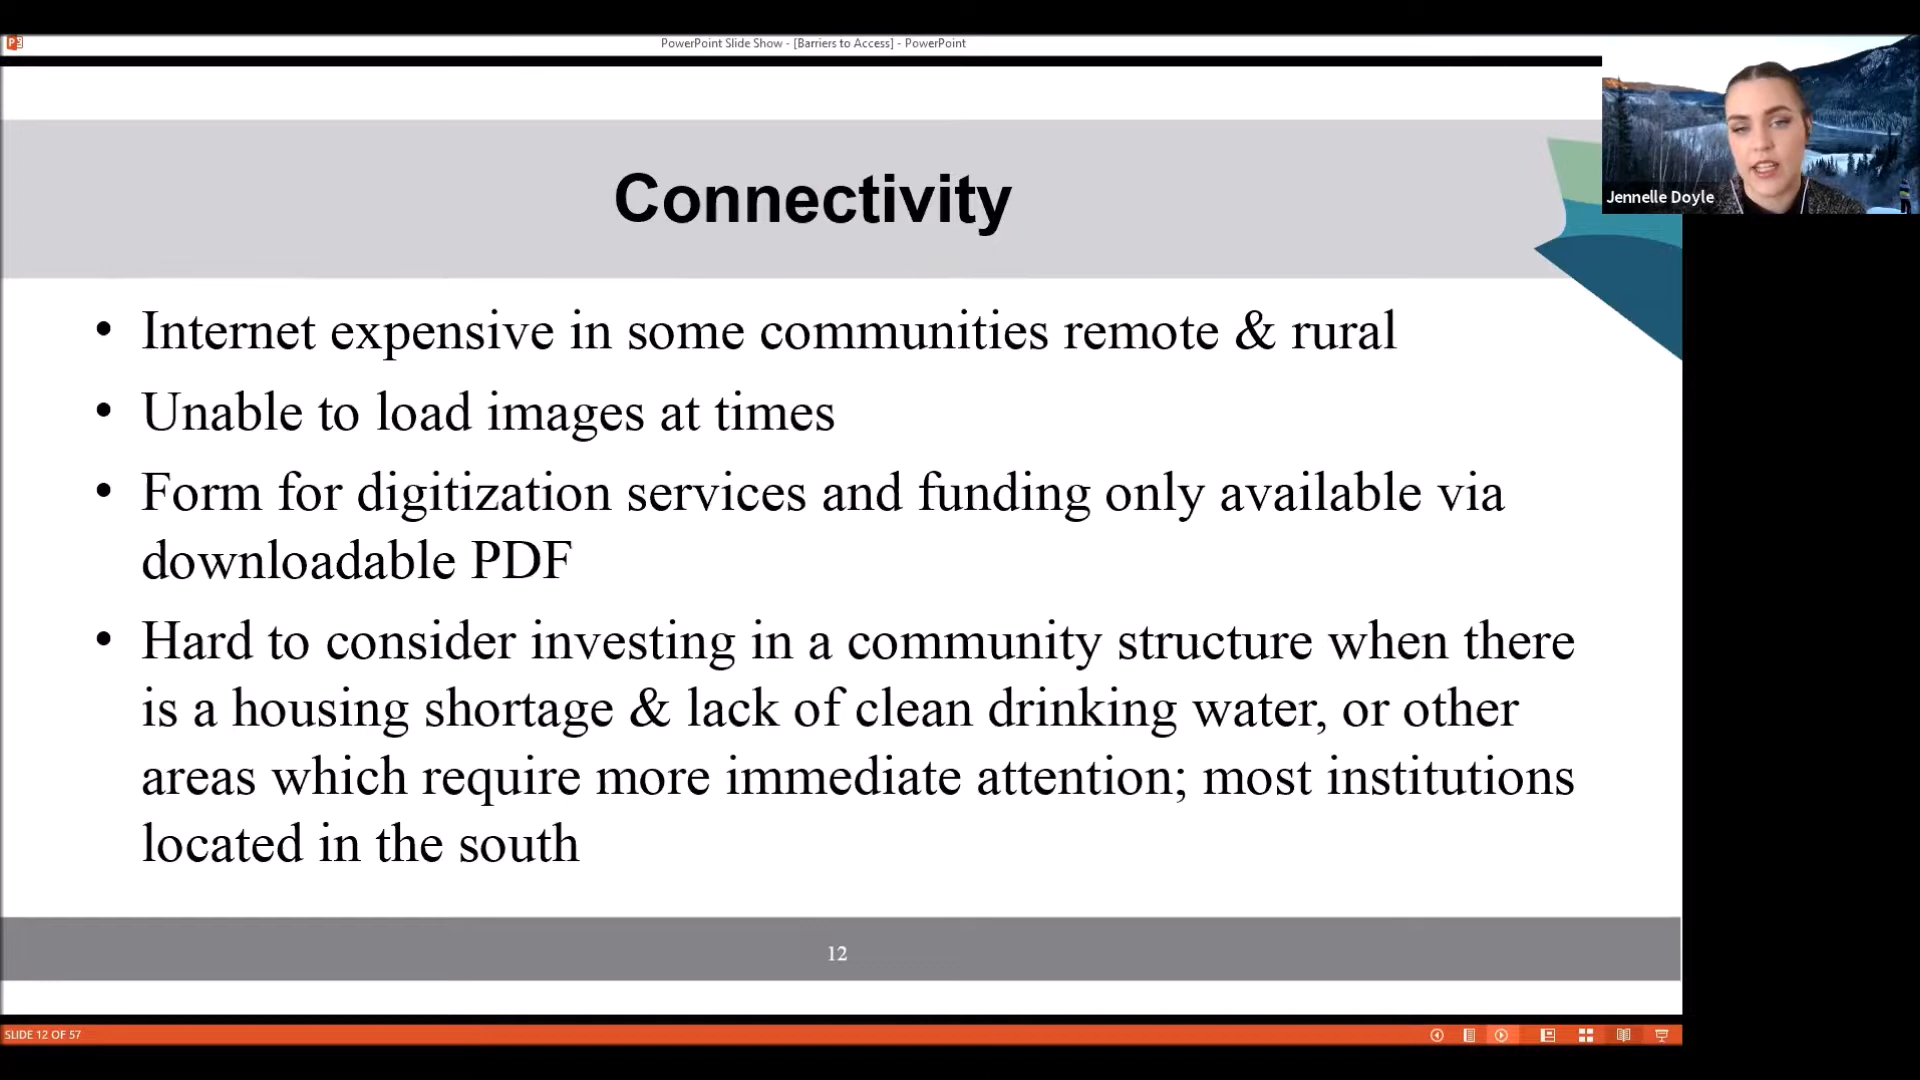 PowerPoint Slide Show - [Barriers to Access] - PowerPoint
Jennelle Doyle
Connectivity
• Internet expensive in some communities remote & rural
• Unable to load images at times
• Form for digitization services and funding only available via
downloadable PDF
• Hard to consider investing in a community structure when there
is a housing shortage & lack of clean drinking water, or other
areas which require more immediate attention; most institutions
located in the south
12
SLIDE 12 OF 57